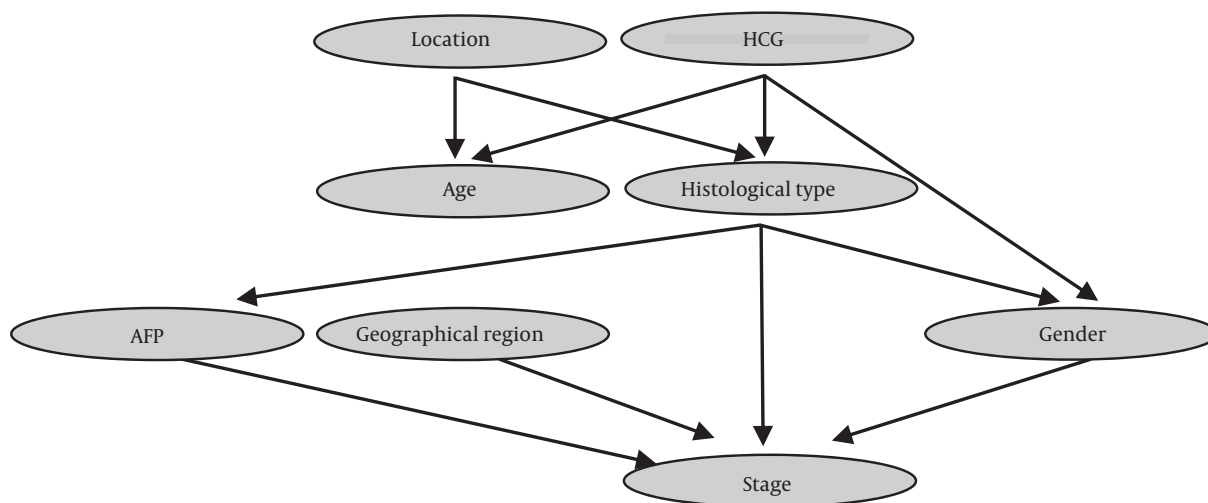 Location
HCG
Age
Histological type
AFP
Geographical region
Gender
Stage